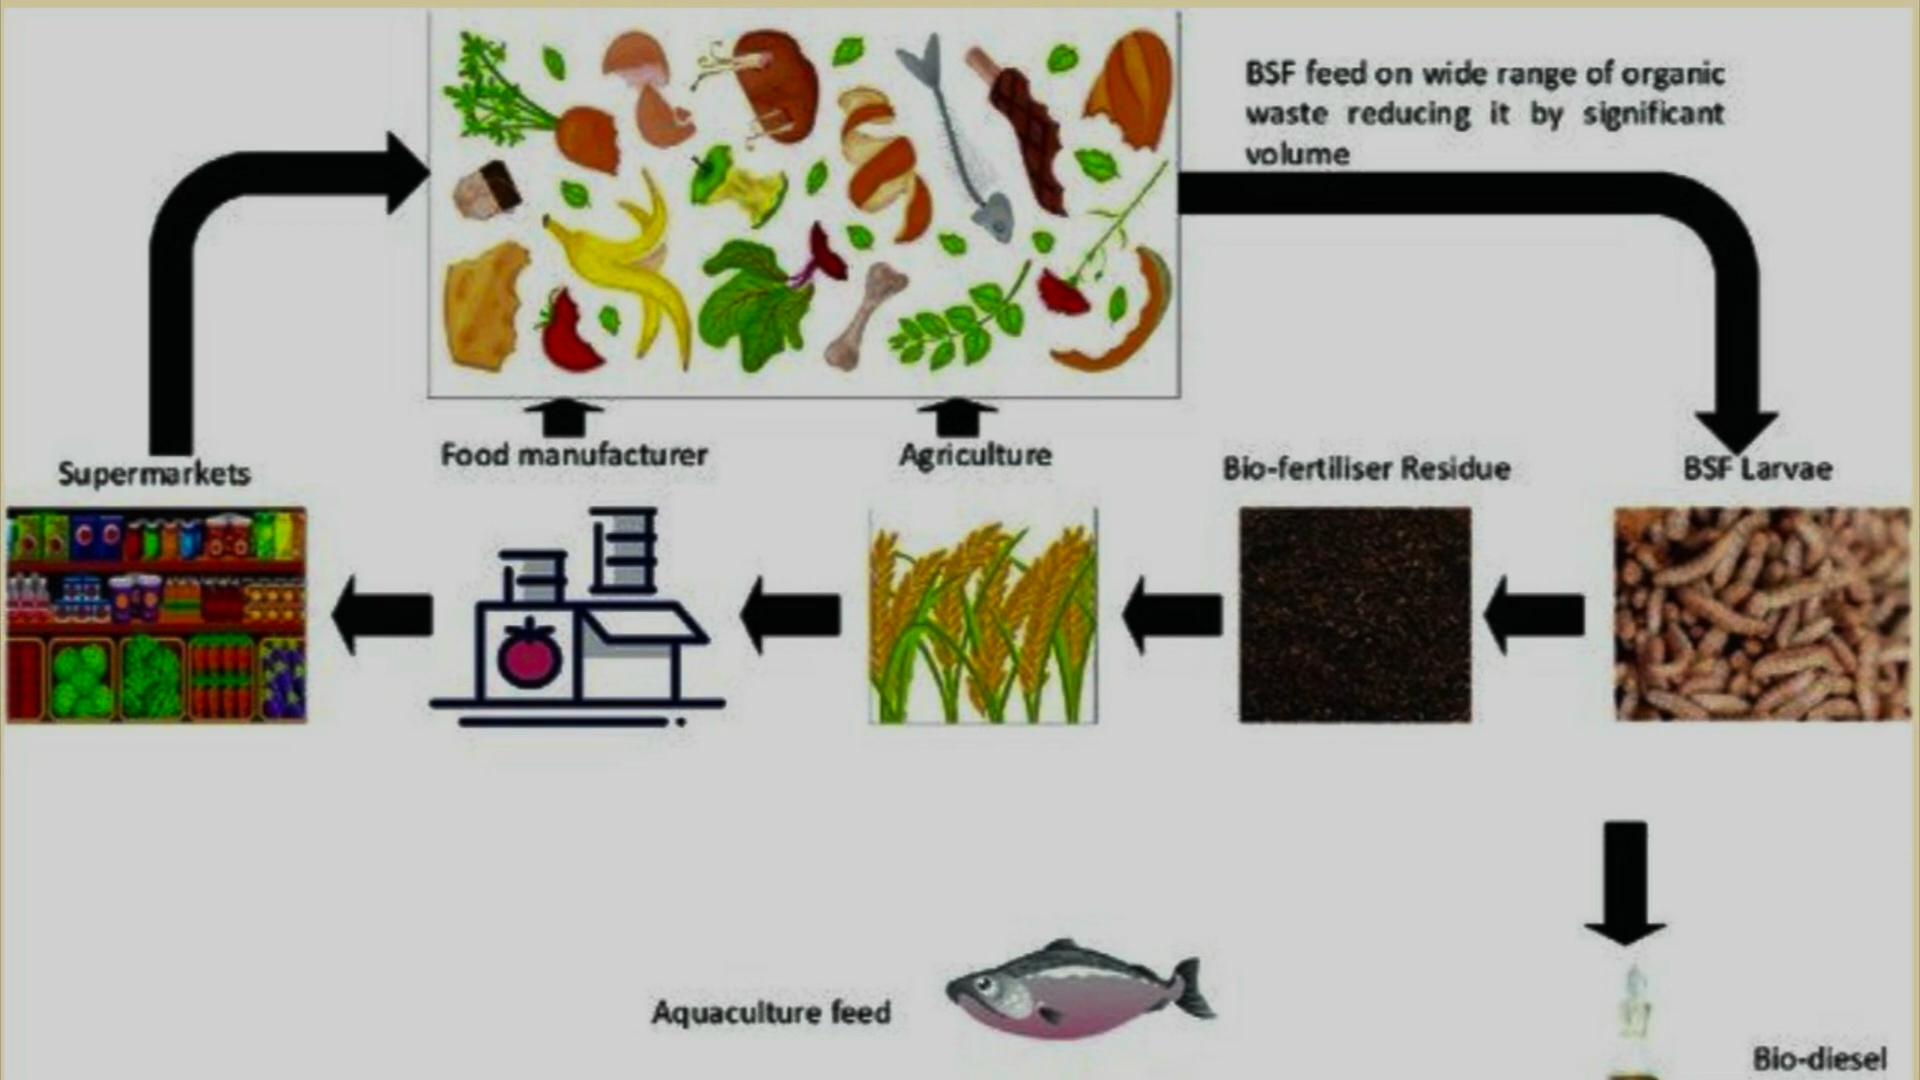 BSF feed on wide range of organic
waste reducing it by significant
volume
Supermarkets
Food manufacturer
Agriculture
Bio-fertiliser Residue
BSF Larvae
Aquaculture feed
Bio-diesel